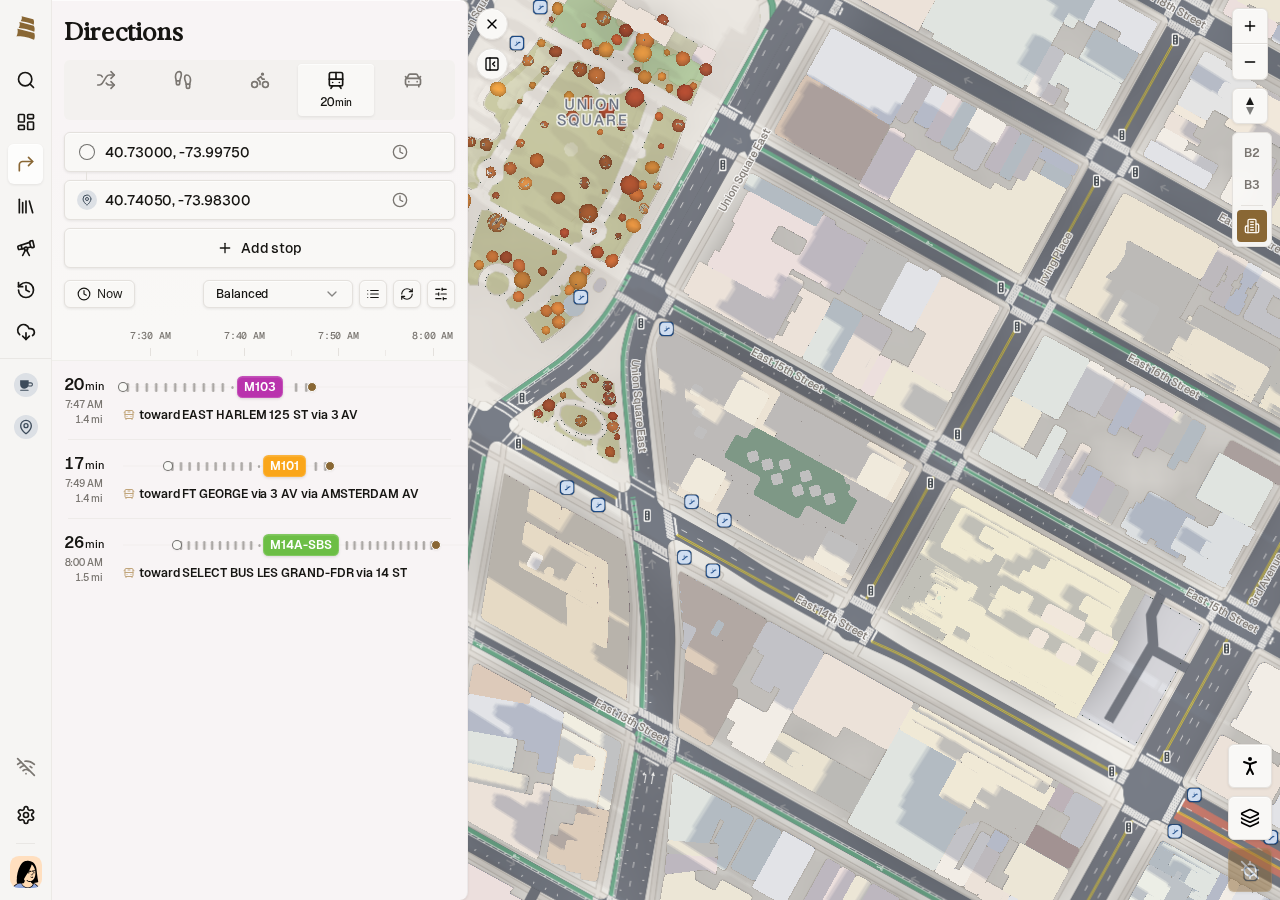 Directions
20min
40.73000, -73.99750
40.74050, -73.98300
Add stop
Now
Balanced
7:30 AM
7:40 AM
7:50 AM
8:00 AM
20min
M103
7:47 AM
1.4 mi
toward EAST HARLEM 125 ST via 3 AV
17min
M101
7:49 AM
1.4 mi
toward FT GEORGE via 3 AV via AMSTERDAM AV
26min
M14A-SBS
8:00 AM
1.5 mi
toward SELECT BUS LES GRAND-FDR via 14 ST
UNION
SQUARE
Union Square East
Irving Place
East 15th Street
East 16th Street
Union Square East
East 14th Street
East 15th Street
3rd Avenue
East 13th Street
B2
B3